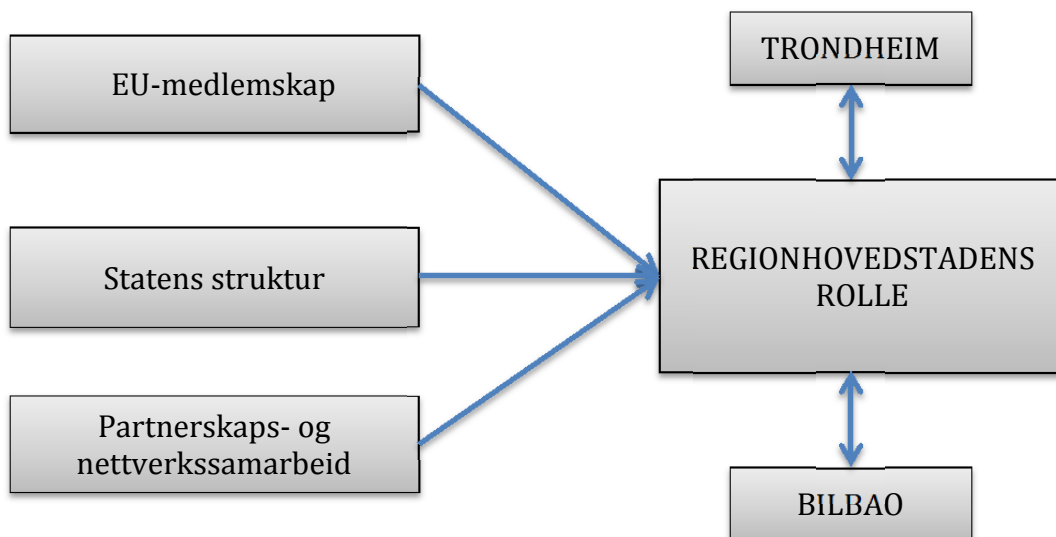 EU-medlemskap
Statens struktur
Partnerskaps- og
nettverkssamarbeid
TRONDHEIM
REGIONHOVEDSTADENS
ROLLE
BILBAO